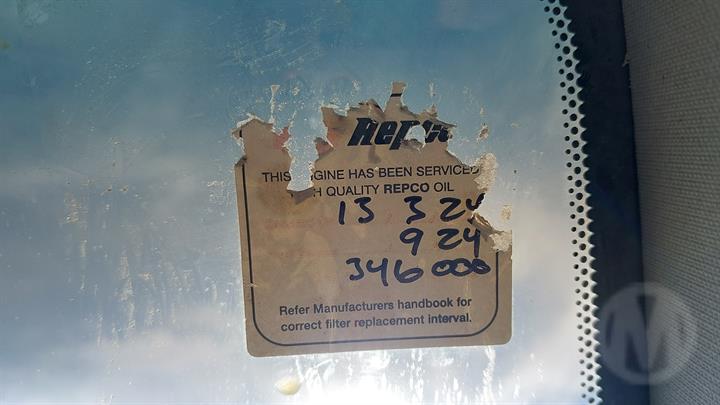 Repco
THIS ENGINE HAS BEEN SERVICED
WITH QUALITY REPCO OIL
13 3 24
9 24
346000
Refer Manufacturers handbook for
correct filter replacement interval.
M